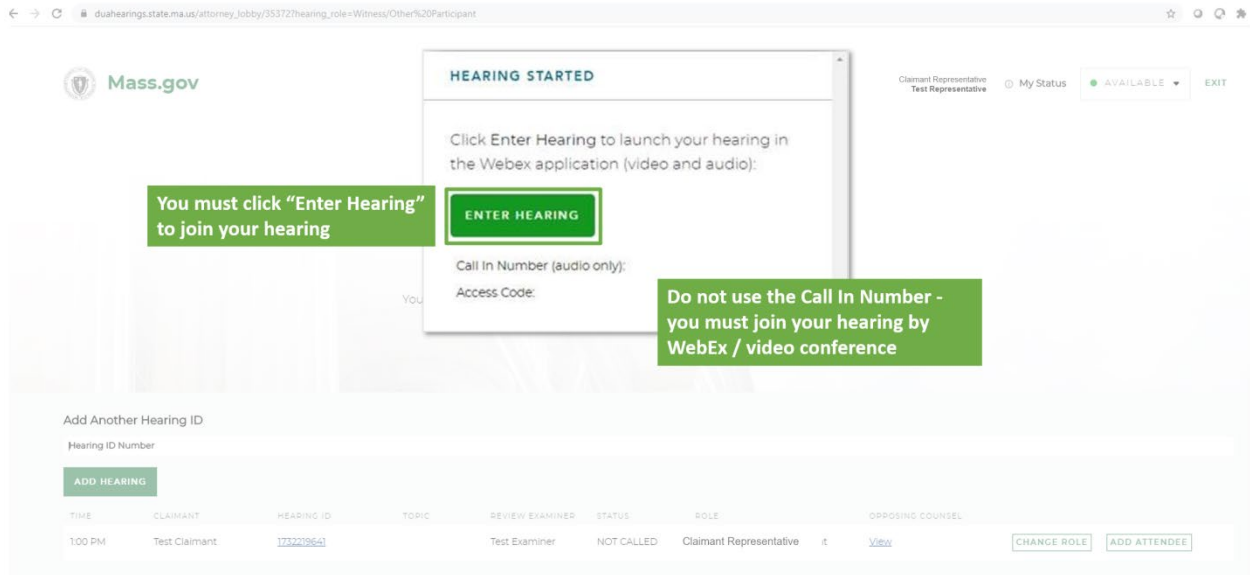 duahearings.state.ma.us/attorney_lobby/35372?hearing_role=Witness/Other%20Participant
Mass.gov
Claimant Representative
Test Representative
My Status
AVAILABLE
EXIT
HEARING STARTED
Click Enter Hearing to launch your hearing in
the Webex application (video and audio):
You must click “Enter Hearing”
to join your hearing
ENTER HEARING
Call In Number (audio only):
Access Code:
You
Do not use the Call In Number -
you must join your hearing by
WebEx / video conference
Add Another Hearing ID
Hearing ID Number
ADD HEARING
TIME CLAIMANT HEARING ID TOPIC REVIEW EXAMINER STATUS ROLE OPPOSING COUNSEL
1:00 PM Test Claimant 1732219641 Test Examiner NOT CALLED Claimant Representative View CHANGE ROLE ADD ATTENDEE